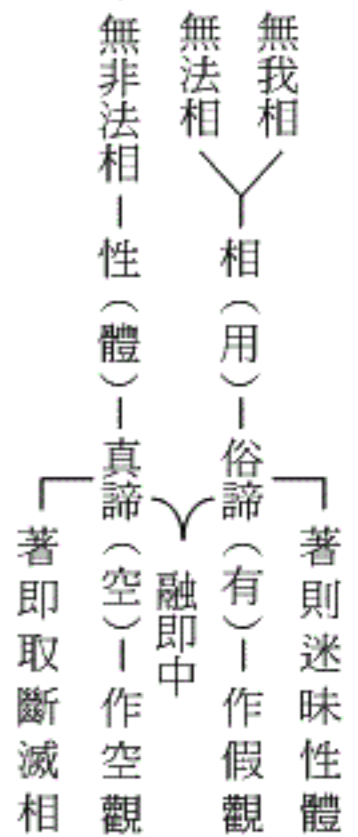 無我相
無法相
相（用）
俗諦（有）
作假觀
著則迷昧性體
融即中
無非法相
性（體）
真諦（空）
作空觀
著即取斷滅相